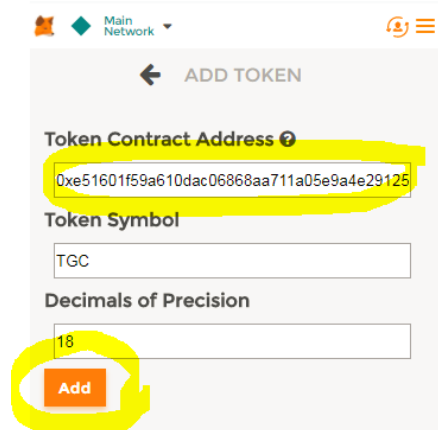 Main
Network
ADD TOKEN
Token Contract Address
0xe51601f59a610dac06868aa711a05e9a4e29125
Token Symbol
TGC
Decimals of Precision
18
Add